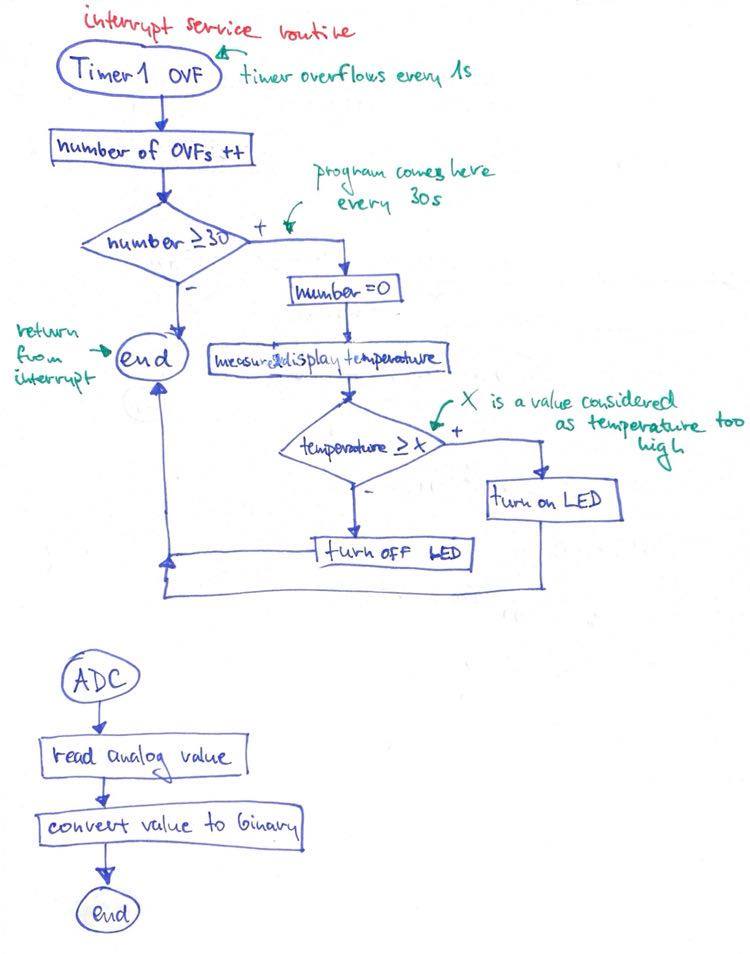 interrupt service routine
Timer1 OVF
timer overflows every 1s
number of OVFs ++
program comes here
every 30s
+
number ≥30
-
number =0
return
from
interrupt
end
measure&display temperature
X is a value considered
as temperature too
high
+
temperature ≥ X
-
turn on LED
turn OFF LED
ADC
read analog value
convert value to binary
end